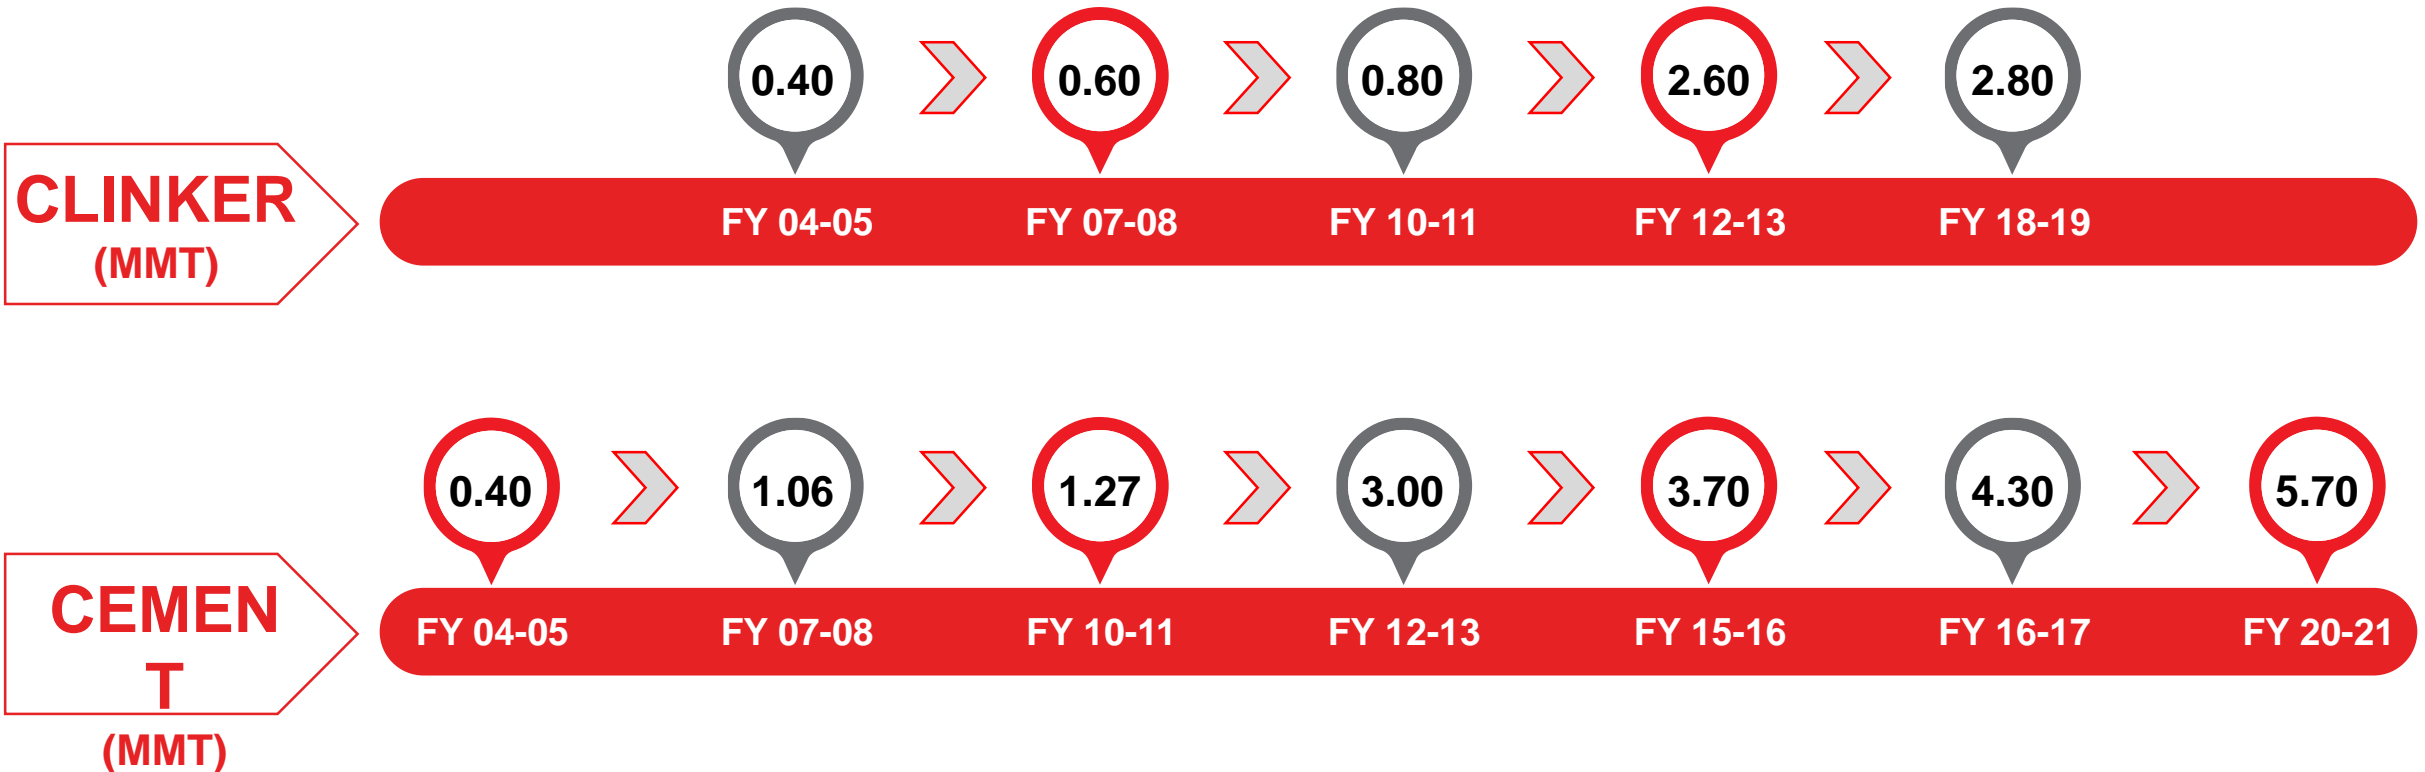 0.40 0.60 0.80 2.60 2.80
CLINKER
(MMT)
FY 04-05 FY 07-08 FY 10-11 FY 12-13 FY 18-19
0.40 1.06 1.27 3.00 3.70 4.30 5.70
CEMEN
T
(MMT)
FY 04-05 FY 07-08 FY 10-11 FY 12-13 FY 15-16 FY 16-17 FY 20-21